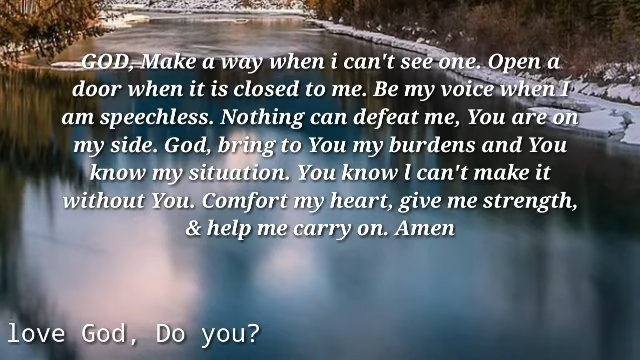 GOD, Make a way when i can't see one. Open a
door when it is closed to me. Be my voice when I
am speechless. Nothing can defeat me, You are on
my side. God, bring to You my burdens and You
know my situation. You know l can't make it
without You. Comfort my heart, give me strength,
& help me carry on. Amen
love God, Do you?